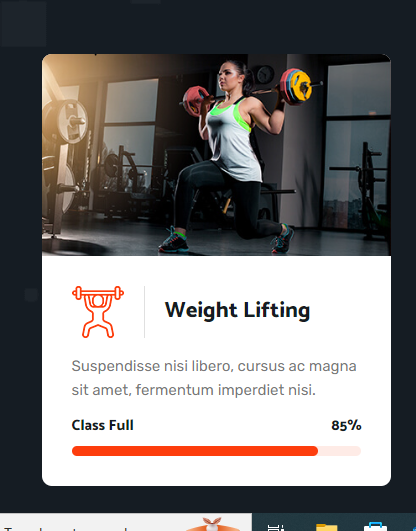 Weight Lifting
Suspendisse nisi libero, cursus ac magna
sit amet, fermentum imperdiet nisi.
Class Full 85%